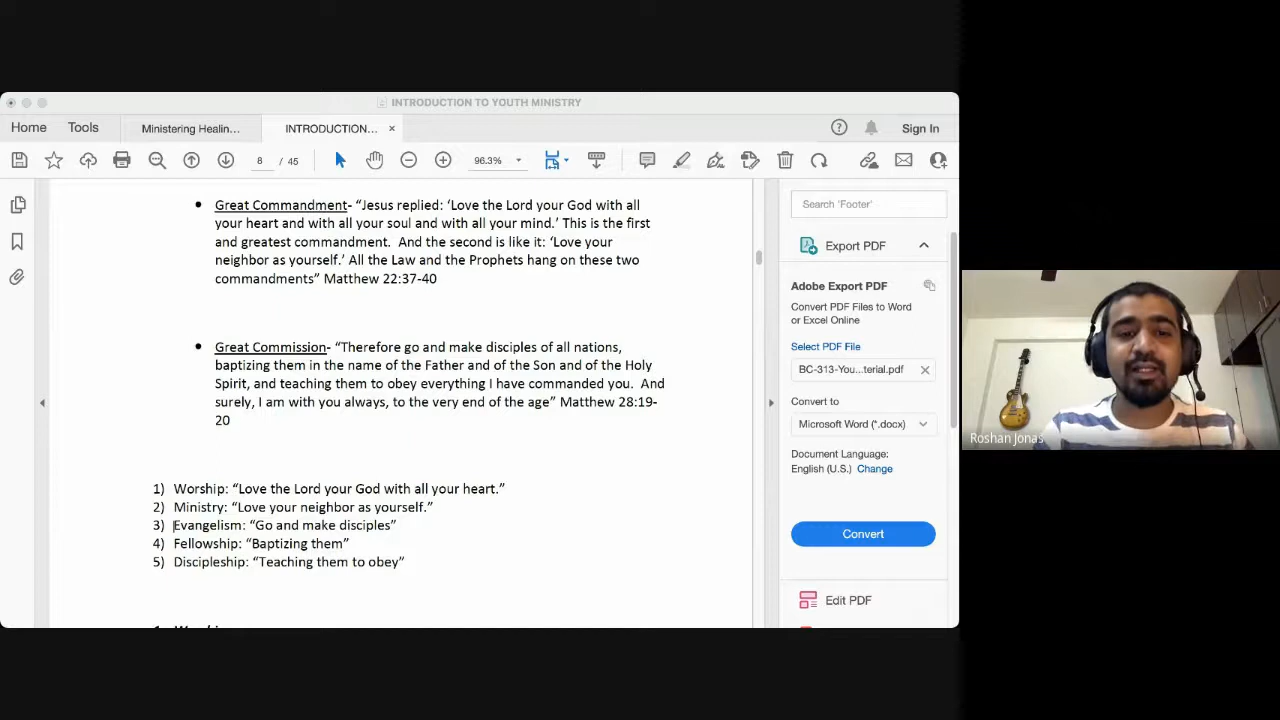 INTRODUCTION TO YOUTH MINISTRY
Home
Tools
Ministering Healin...
INTRODUCTION... ×
Sign In
8 / 45
96.3%
• Great Commandment- “Jesus replied: ‘Love the Lord your God with all
your heart and with all your soul and with all your mind.’ This is the first
and greatest commandment.  And the second is like it: ‘Love your
neighbor as yourself.’ All the Law and the Prophets hang on these two
commandments” Matthew 22:37-40
• Great Commission- “Therefore go and make disciples of all nations,
baptizing them in the name of the Father and of the Son and of the Holy
Spirit, and teaching them to obey everything I have commanded you.  And
surely, I am with you always, to the very end of the age” Matthew 28:19-
20
1) Worship: “Love the Lord your God with all your heart.”
2) Ministry: “Love your neighbor as yourself.”
3) Evangelism: “Go and make disciples”
4) Fellowship: “Baptizing them”
5) Discipleship: “Teaching them to obey”
Search 'Footer'
Export PDF
Adobe Export PDF
Convert PDF Files to Word
or Excel Online
Select PDF File
BC-313-You...terial.pdf
Convert to
Microsoft Word (*.docx)
Document Language:
English (U.S.) Change
Convert
Edit PDF
Roshan Jonas